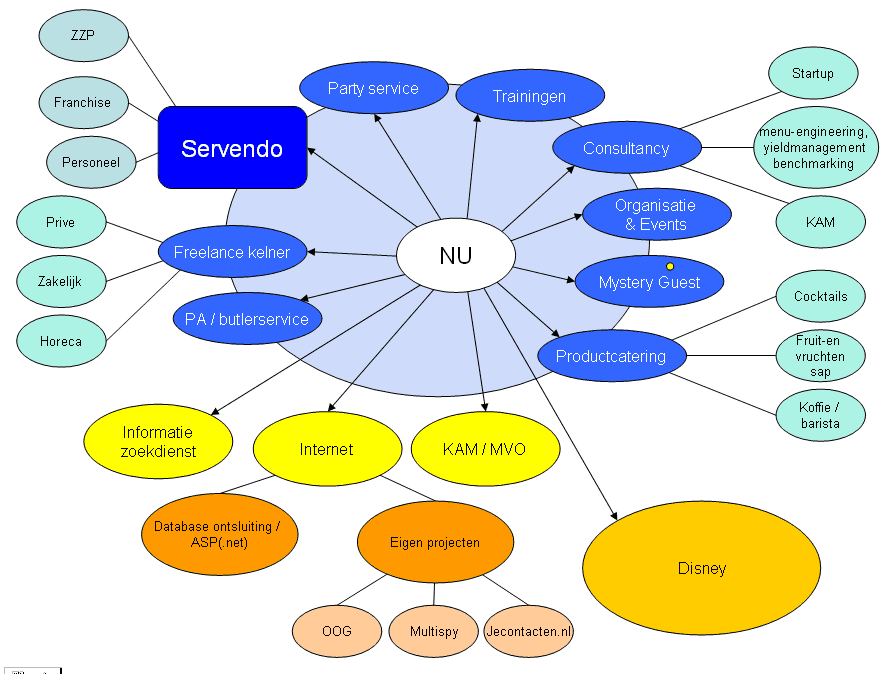 ZZP
Franchise
Personeel
Servendo
Party service
Trainingen
Consultancy
Startup
menu-engineering,
yieldmanagement
benchmarking
KAM
Organisatie
& Events
NU
Mystery Guest
Prive
Zakelijk
Horeca
Freelance kelner
PA / butlerservice
Productcatering
Cocktails
Fruit-en
vruchten
sap
Koffie /
barista
Informatie
zoekdienst
Internet
KAM / MVO
Database ontsluiting /
ASP(.net)
Eigen projecten
Disney
OOG
Multispy
Jecontacten.nl